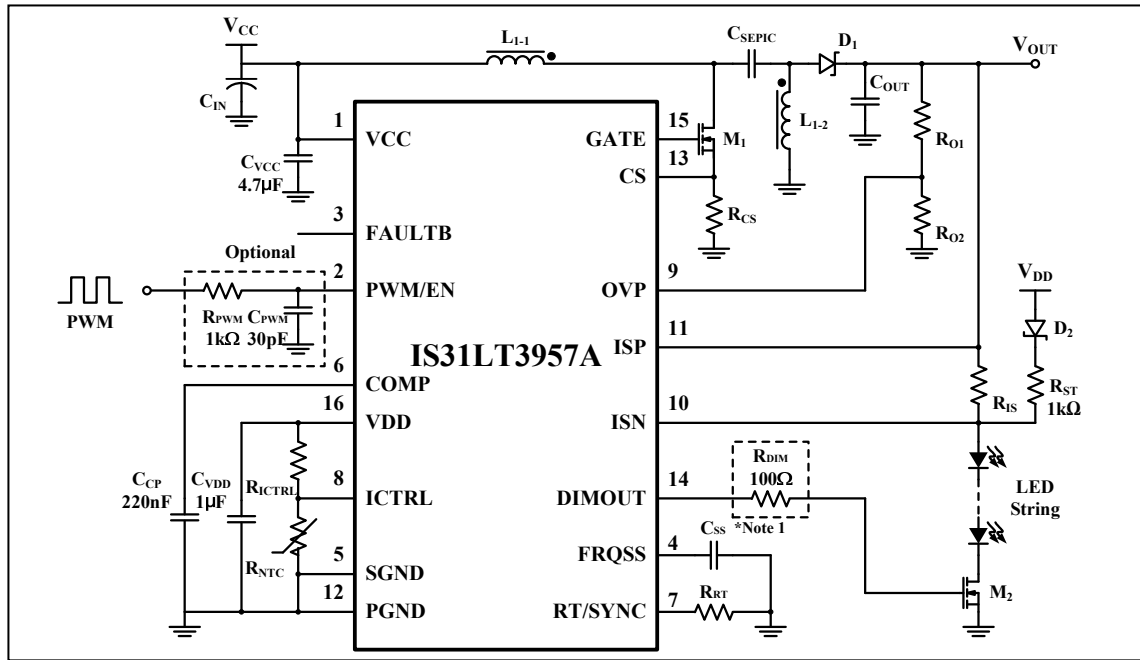 VCC
CIN
L1-1
CSEPIC
D1
VOUT
COUT
L1-2
RO1
RO2
1
VCC
CVCC
4.7µF
GATE
15
M1
13
CS
RCS
3
FAULTB
Optional
PWM
RPWM
1kΩ
CPWM
30pF
2
PWM/EN
9
OVP
VDD
D2
RST
1kΩ
11
ISP
RIS
IS31LT3957A
6
COMP
10
ISN
16
VDD
CCP
220nF
CVDD
1µF
RICTRL
8
ICTRL
RDIM
100Ω
*Note 1
14
DIMOUT
LED
String
RNTC
5
SGND
CSS
4
FRQSS
12
PGND
RRT
7
RT/SYNC
M2